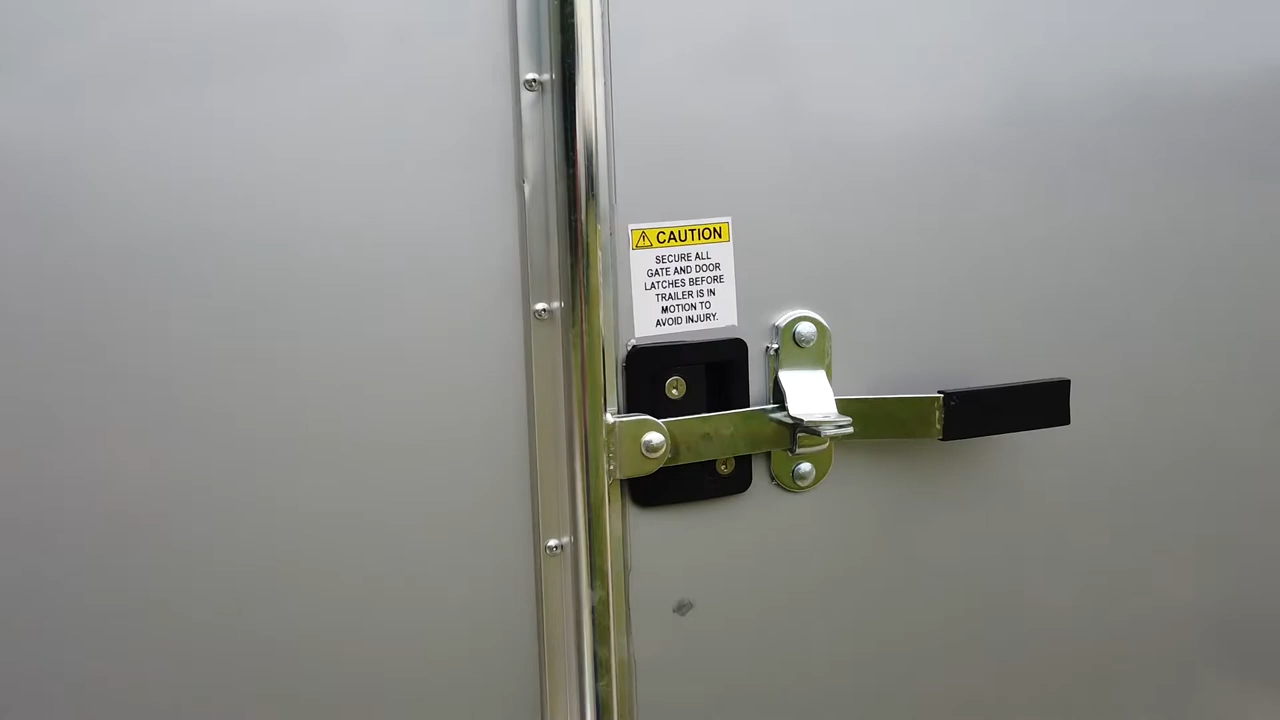 CAUTION
SECURE ALL
GATE AND DOOR
LATCHES BEFORE
TRAILER IS IN
MOTION TO
AVOID INJURY.